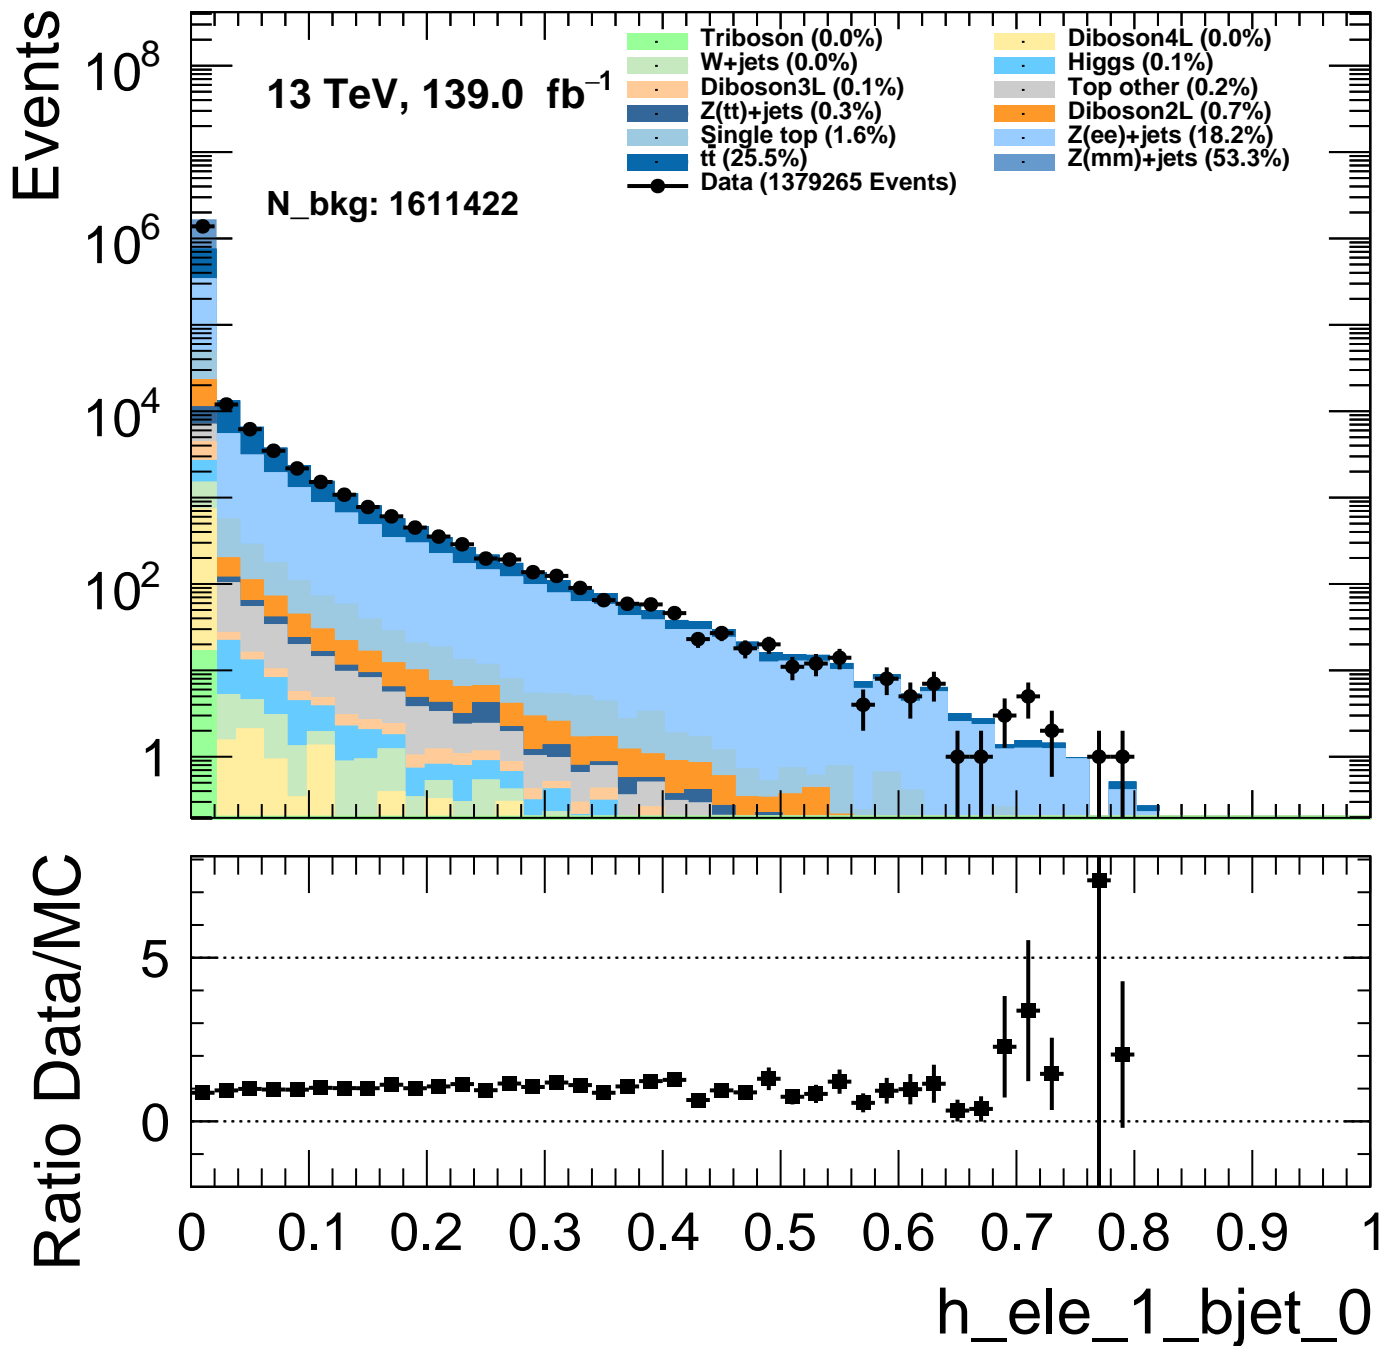 Events
10^8
10^6
10^4
10^2
1
13 TeV, 139.0 fb^−1
N_bkg: 1611422
Triboson (0.0%)
W+jets (0.0%)
Diboson3L (0.1%)
Z(tt)+jets (0.3%)
Single top (1.6%)
tt̄ (25.5%)
Data (1379265 Events)
Diboson4L (0.0%)
Higgs (0.1%)
Top other (0.2%)
Diboson2L (0.7%)
Z(ee)+jets (18.2%)
Z(mm)+jets (53.3%)
Ratio Data/MC
5
0
0 0.1 0.2 0.3 0.4 0.5 0.6 0.7 0.8 0.9 1
h_ele_1_bjet_0